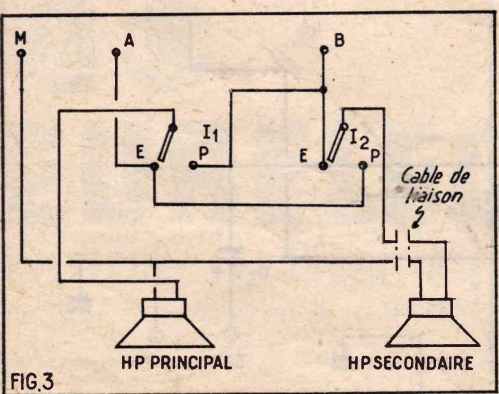 M A B
I1 I2
E P E P
Cable de
liaison
HP PRINCIPAL HP SECONDAIRE
FIG.3